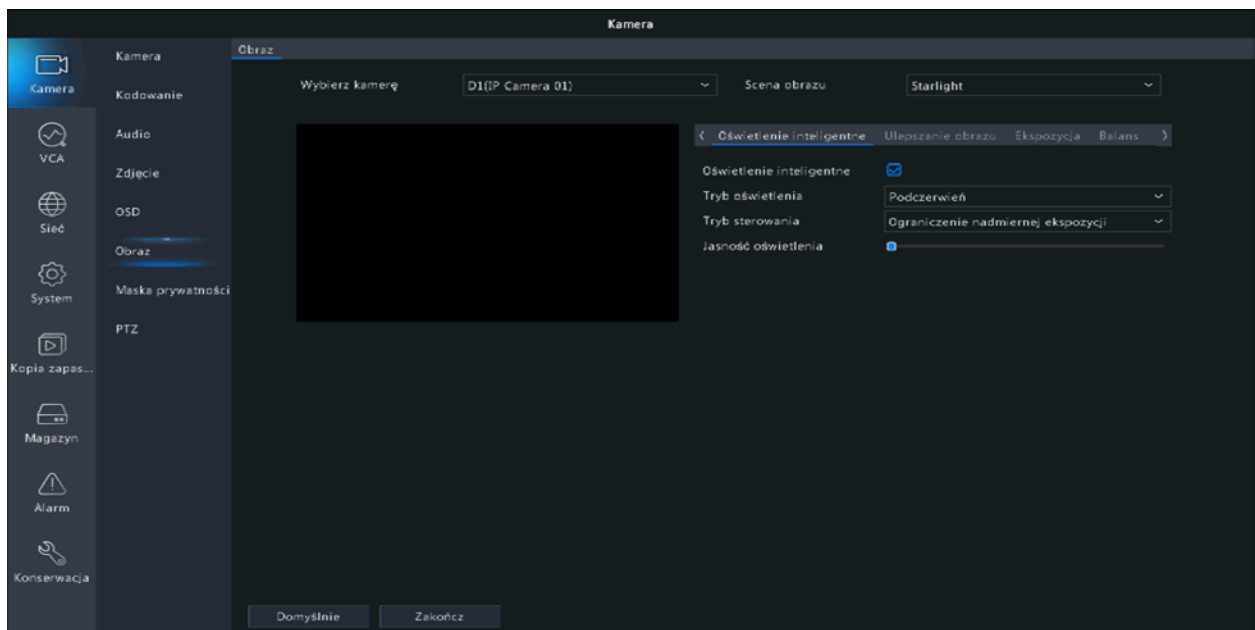 Kamera
Kamera
VCA
Sieć
System
Kopia zapas...
Magazyn
Alarm
Konserwacja
Kamera
Kodowanie
Audio
Zdjęcie
OSD
Obraz
Maska prywatności
PTZ
Obraz
Wybierz kamerę D1(IP Camera 01) Scena obrazu Starlight
Oświetlenie inteligentne Ulepszanie obrazu Ekspozycja Balans
Oświetlenie inteligentne
Tryb oświetlenia Podczerwień
Tryb sterowania Ograniczenie nadmiernej ekspozycji
Jasność oświetlenia
Domyślnie Zakończ